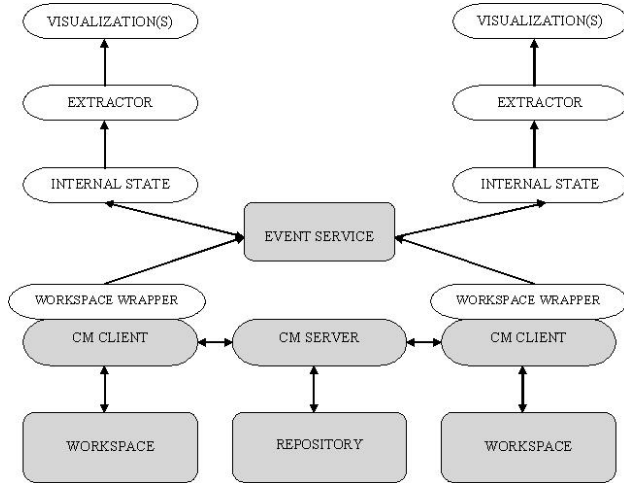 VISUALIZATION(S)
VISUALIZATION(S)
EXTRACTOR
EXTRACTOR
INTERNAL STATE
INTERNAL STATE
EVENT SERVICE
WORKSPACE WRAPPER
WORKSPACE WRAPPER
CM CLIENT
CM SERVER
CM CLIENT
WORKSPACE
REPOSITORY
WORKSPACE